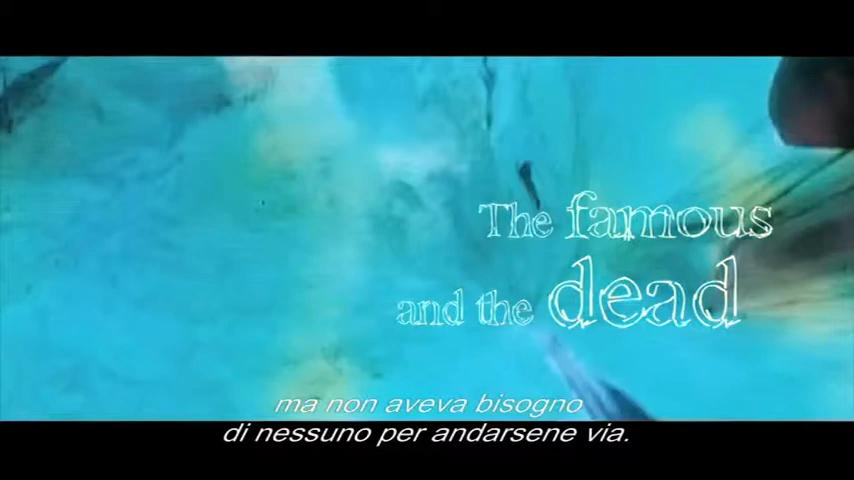 The famous
and the dead
ma non aveva bisogno
di nessuno per andarsene via.